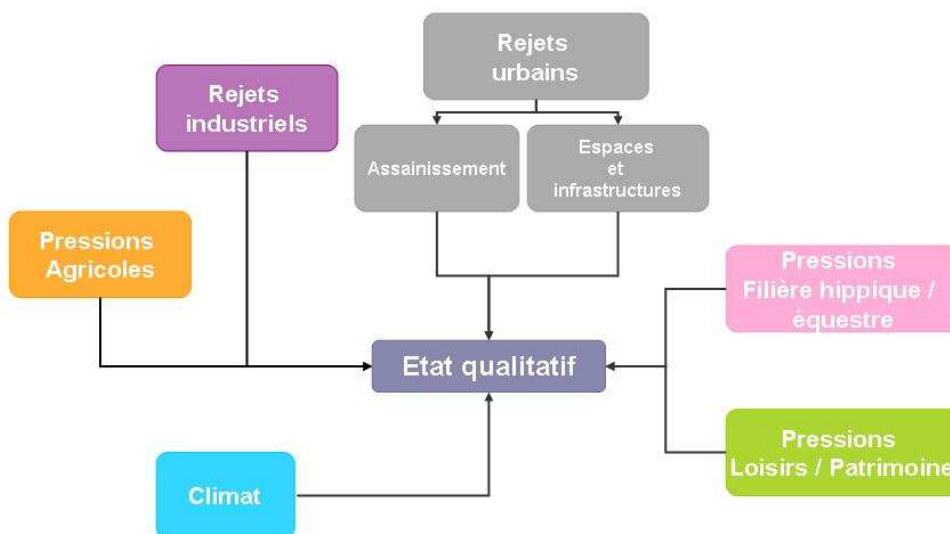 Rejets
urbains
Rejets
industriels
Assainissement
Espaces
et
infrastructures
Pressions
Agricoles
Pressions
Filière hippique /
équestre
Etat qualitatif
Pressions
Loisirs / Patrimoine
Climat